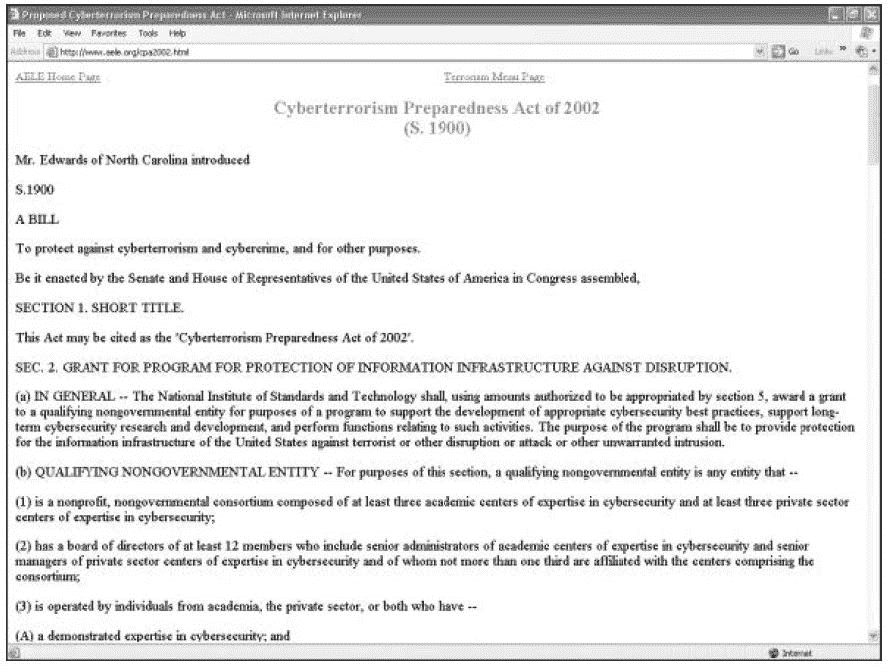 Proposed Cyberterrorism Preparedness Act - Microsoft Internet Explorer
File Edit View Favorites Tools Help
Address http://www.aele.org/cpa2002.html Go Links »
AELE Home Page Terrorism Menu Page
Cyberterrorism Preparedness Act of 2002
(S. 1900)
Mr. Edwards of North Carolina introduced
S.1900
A BILL
To protect against cyberterrorism and cybercrime, and for other purposes.
Be it enacted by the Senate and House of Representatives of the United States of America in Congress assembled,
SECTION 1. SHORT TITLE.
This Act may be cited as the 'Cyberterrorism Preparedness Act of 2002'.
SEC. 2. GRANT FOR PROGRAM FOR PROTECTION OF INFORMATION INFRASTRUCTURE AGAINST DISRUPTION.
(a) IN GENERAL -- The National Institute of Standards and Technology shall, using amounts authorized to be appropriated by section 5, award a grant
to a qualifying nongovernmental entity for purposes of a program to support the development of appropriate cybersecurity best practices, support long-
term cybersecurity research and development, and perform functions relating to such activities. The purpose of the program shall be to provide protection
for the information infrastructure of the United States against terrorist or other disruption or attack or other unwarranted intrusion.
(b) QUALIFYING NONGOVERNMENTAL ENTITY -- For purposes of this section, a qualifying nongovernmental entity is any entity that --
(1) is a nonprofit, nongovernmental consortium composed of at least three academic centers of expertise in cybersecurity and at least three private sector
centers of expertise in cybersecurity;
(2) has a board of directors of at least 12 members who include senior administrators of academic centers of expertise in cybersecurity and senior
managers of private sector centers of expertise in cybersecurity and of whom not more than one third are affiliated with the centers comprising the
consortium;
(3) is operated by individuals from academia, the private sector, or both who have --
(A) a demonstrated expertise in cybersecurity; and
Internet